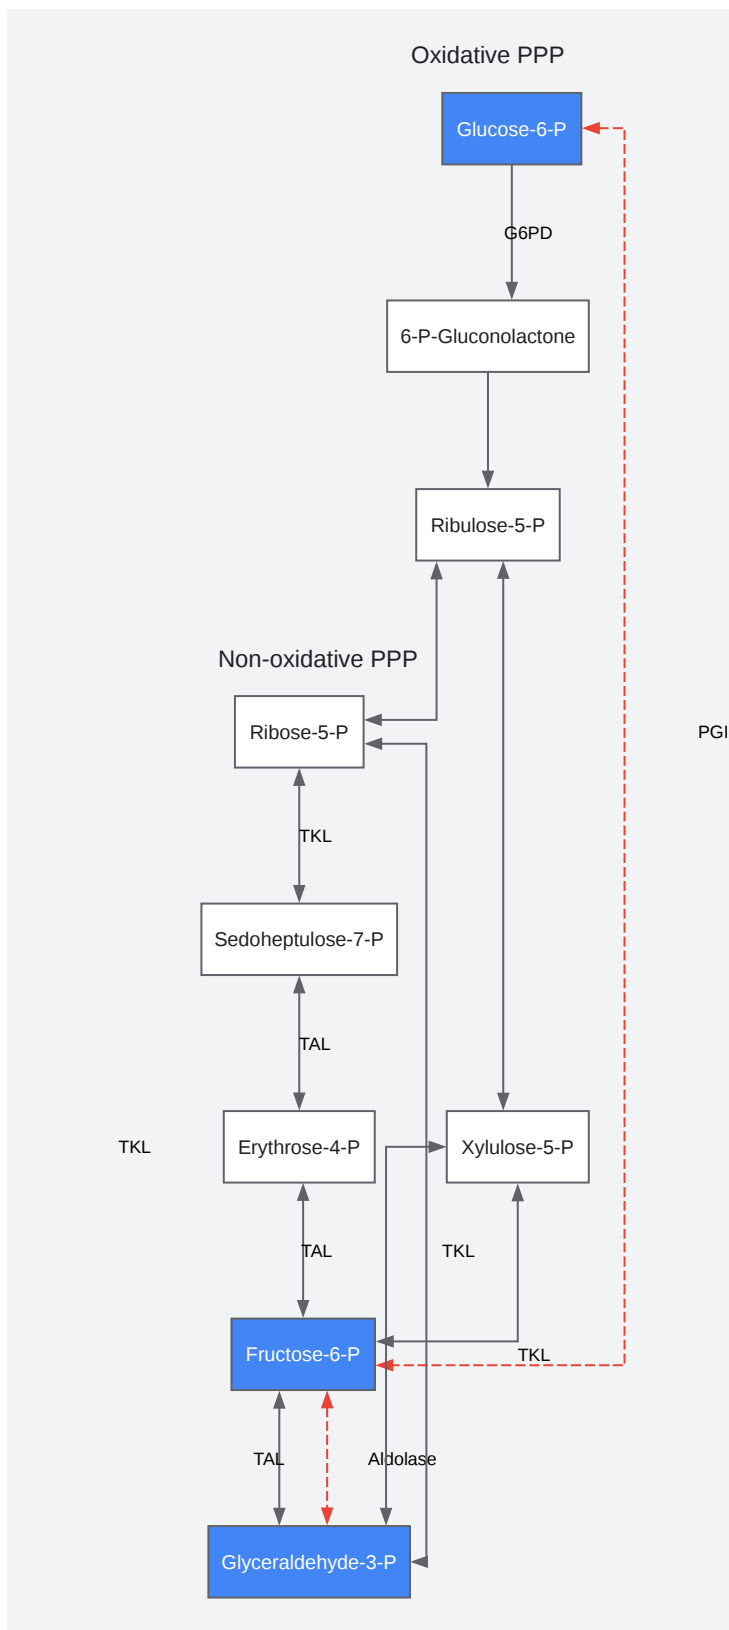 Oxidative PPP
Glucose-6-P
G6PD
6-P-Gluconolactone
Ribulose-5-P
Non-oxidative PPP
Ribose-5-P
PGI
TKL
Sedoheptulose-7-P
TAL
TKL
Erythrose-4-P
Xylulose-5-P
TAL
TKL
Fructose-6-P
TKL
TAL
Aldolase
Glyceraldehyde-3-P